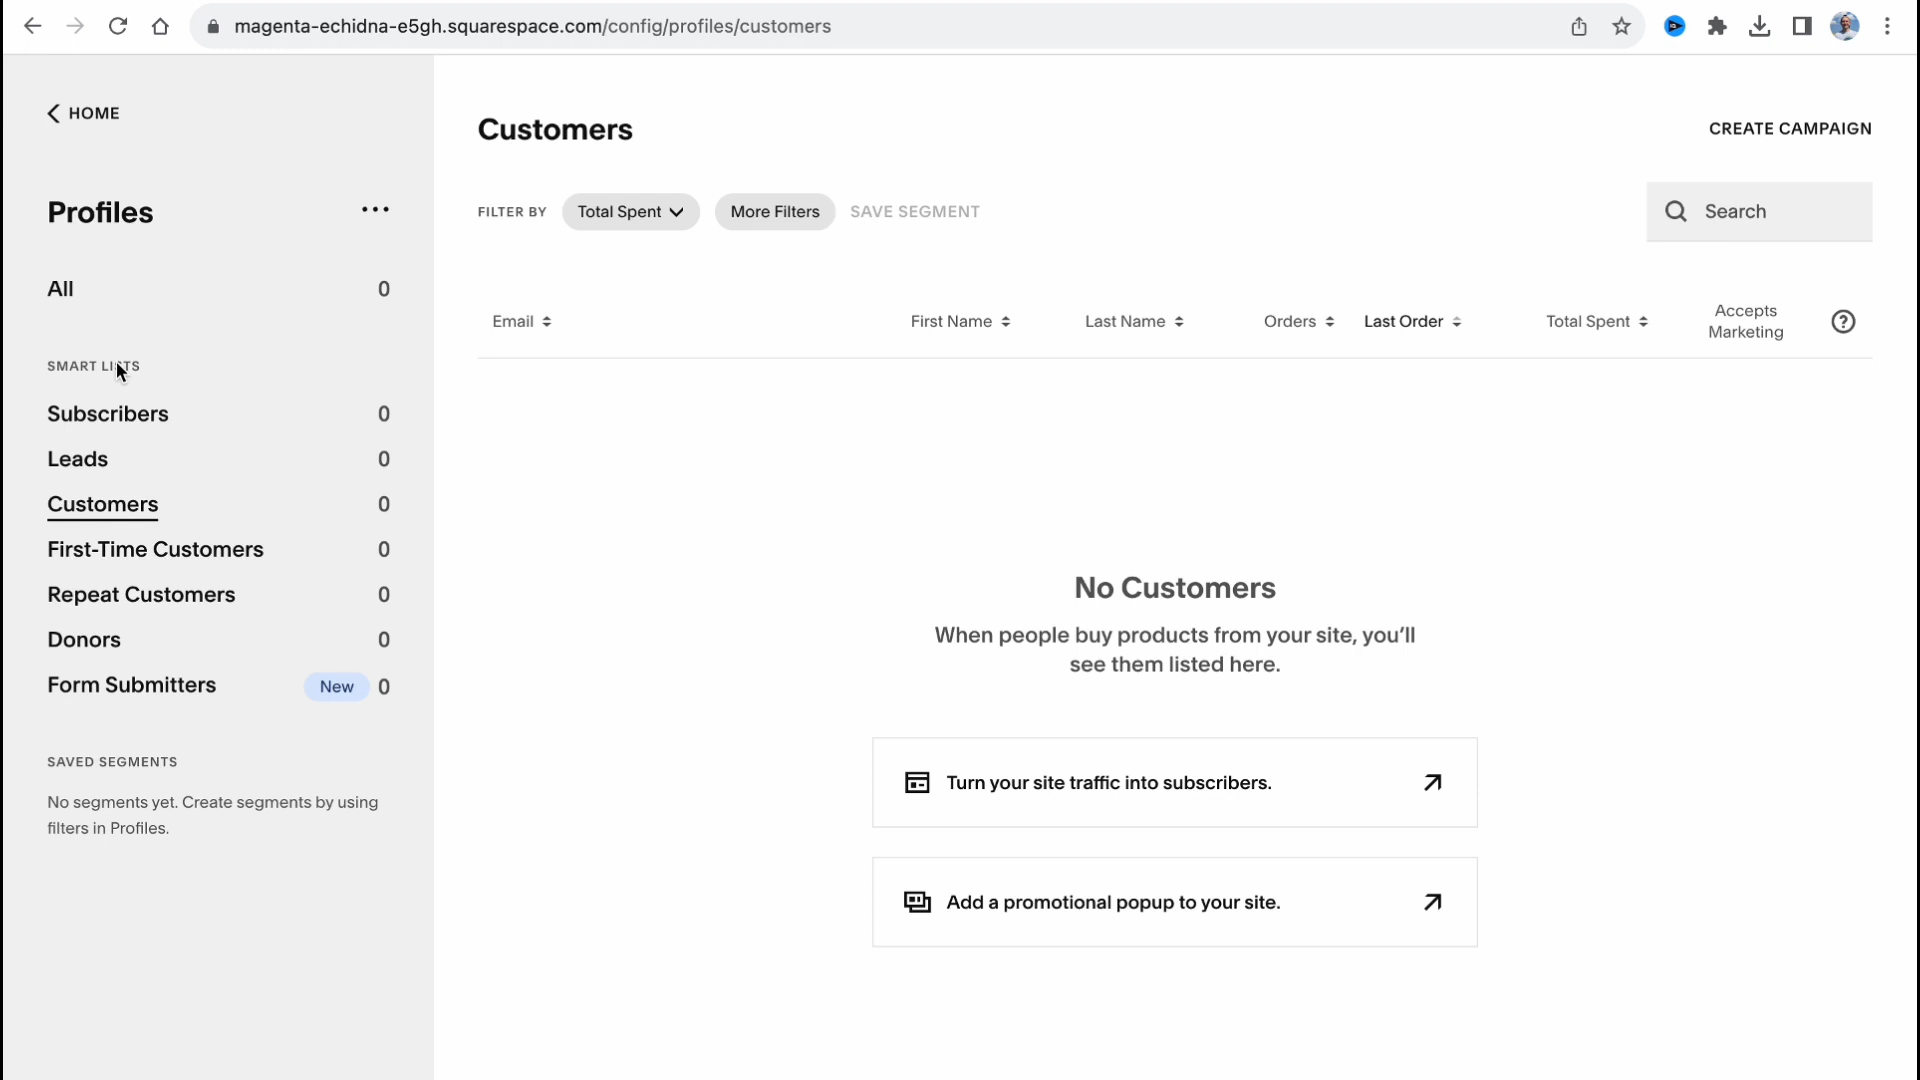 magenta-echidna-e5gh.squarespace.com/config/profiles/customers
HOME
Profiles
All 0
SMART LISTS
Subscribers 0
Leads 0
Customers 0
First-Time Customers 0
Repeat Customers 0
Donors 0
Form Submitters New 0
SAVED SEGMENTS
No segments yet. Create segments by using
filters in Profiles.
Customers
CREATE CAMPAIGN
FILTER BY Total Spent More Filters SAVE SEGMENT
Search
Email First Name Last Name Orders Last Order Total Spent Accepts
Marketing ?
No Customers
When people buy products from your site, you’ll
see them listed here.
Turn your site traffic into subscribers.
Add a promotional popup to your site.